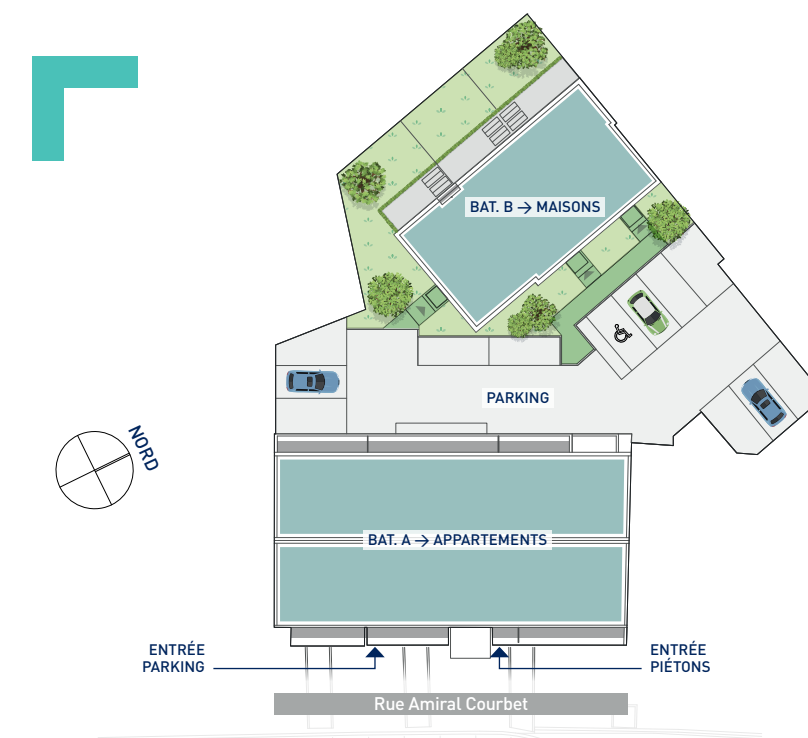 BAT. B → MAISONS
PARKING
NORD
BAT. A → APPARTEMENTS
ENTRÉE
PARKING
ENTRÉE
PIÉTONS
Rue Amiral Courbet